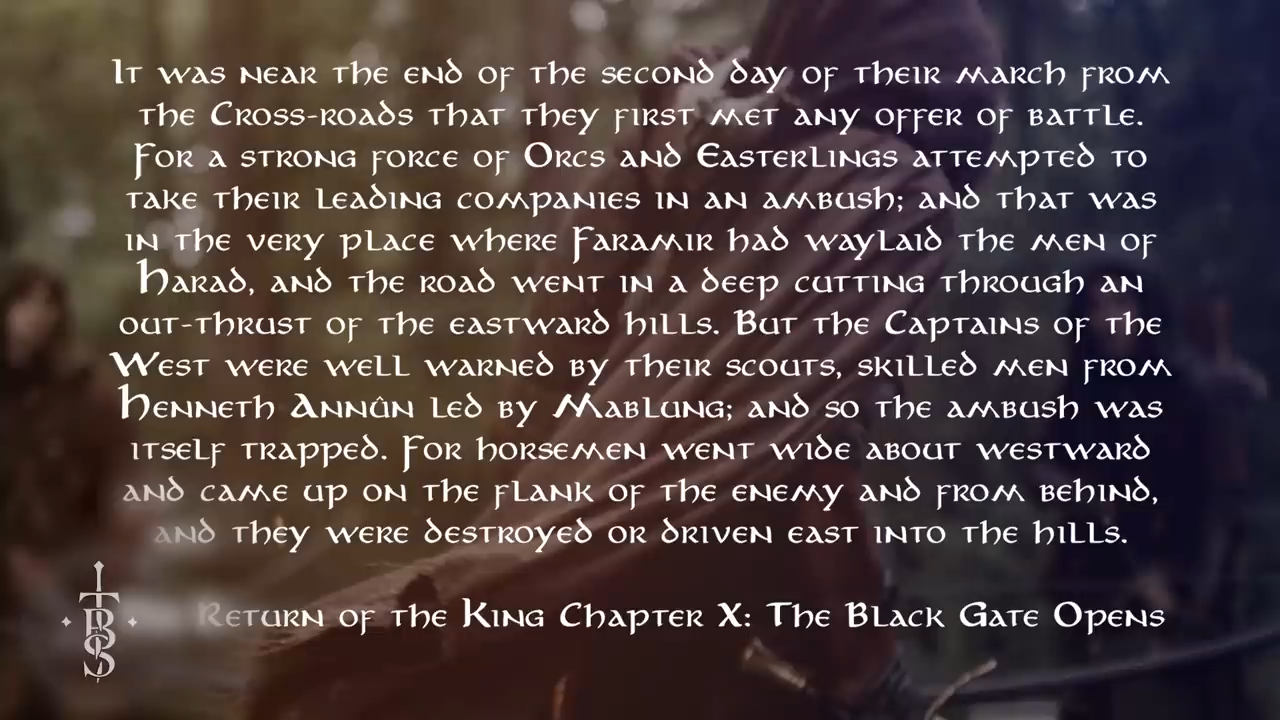 It was near the end of the second day of their march from
the Cross-roads that they first met any offer of battle.
For a strong force of Orcs and Easterlings attempted to
take their leading companies in an ambush; and that was
in the very place where Faramir had waylaid the men of
Harad, and the road went in a deep cutting through an
out-thrust of the eastward hills. But the Captains of the
West were well warned by their scouts, skilled men from
Henneth Annûn led by Mablung; and so the ambush was
itself trapped. For horsemen went wide about westward
and came up on the flank of the enemy and from behind,
and they were destroyed or driven east into the hills.
Return of the King Chapter X: The Black Gate Opens
TBS